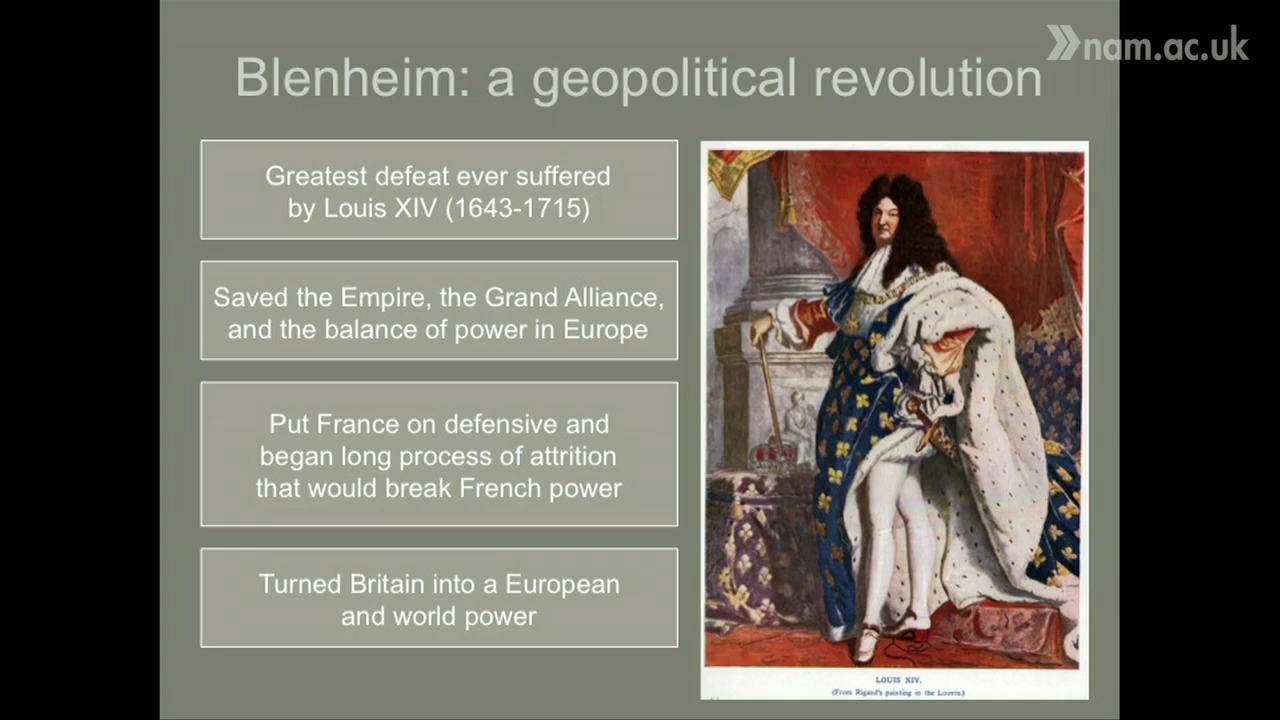 nam.ac.uk
Blenheim: a geopolitical revolution
Greatest defeat ever suffered
by Louis XIV (1643-1715)
Saved the Empire, the Grand Alliance,
and the balance of power in Europe
Put France on defensive and
began long process of attrition
that would break French power
Turned Britain into a European
and world power
LOUIS XIV.
(From Rigaud's painting in the Louvre.)